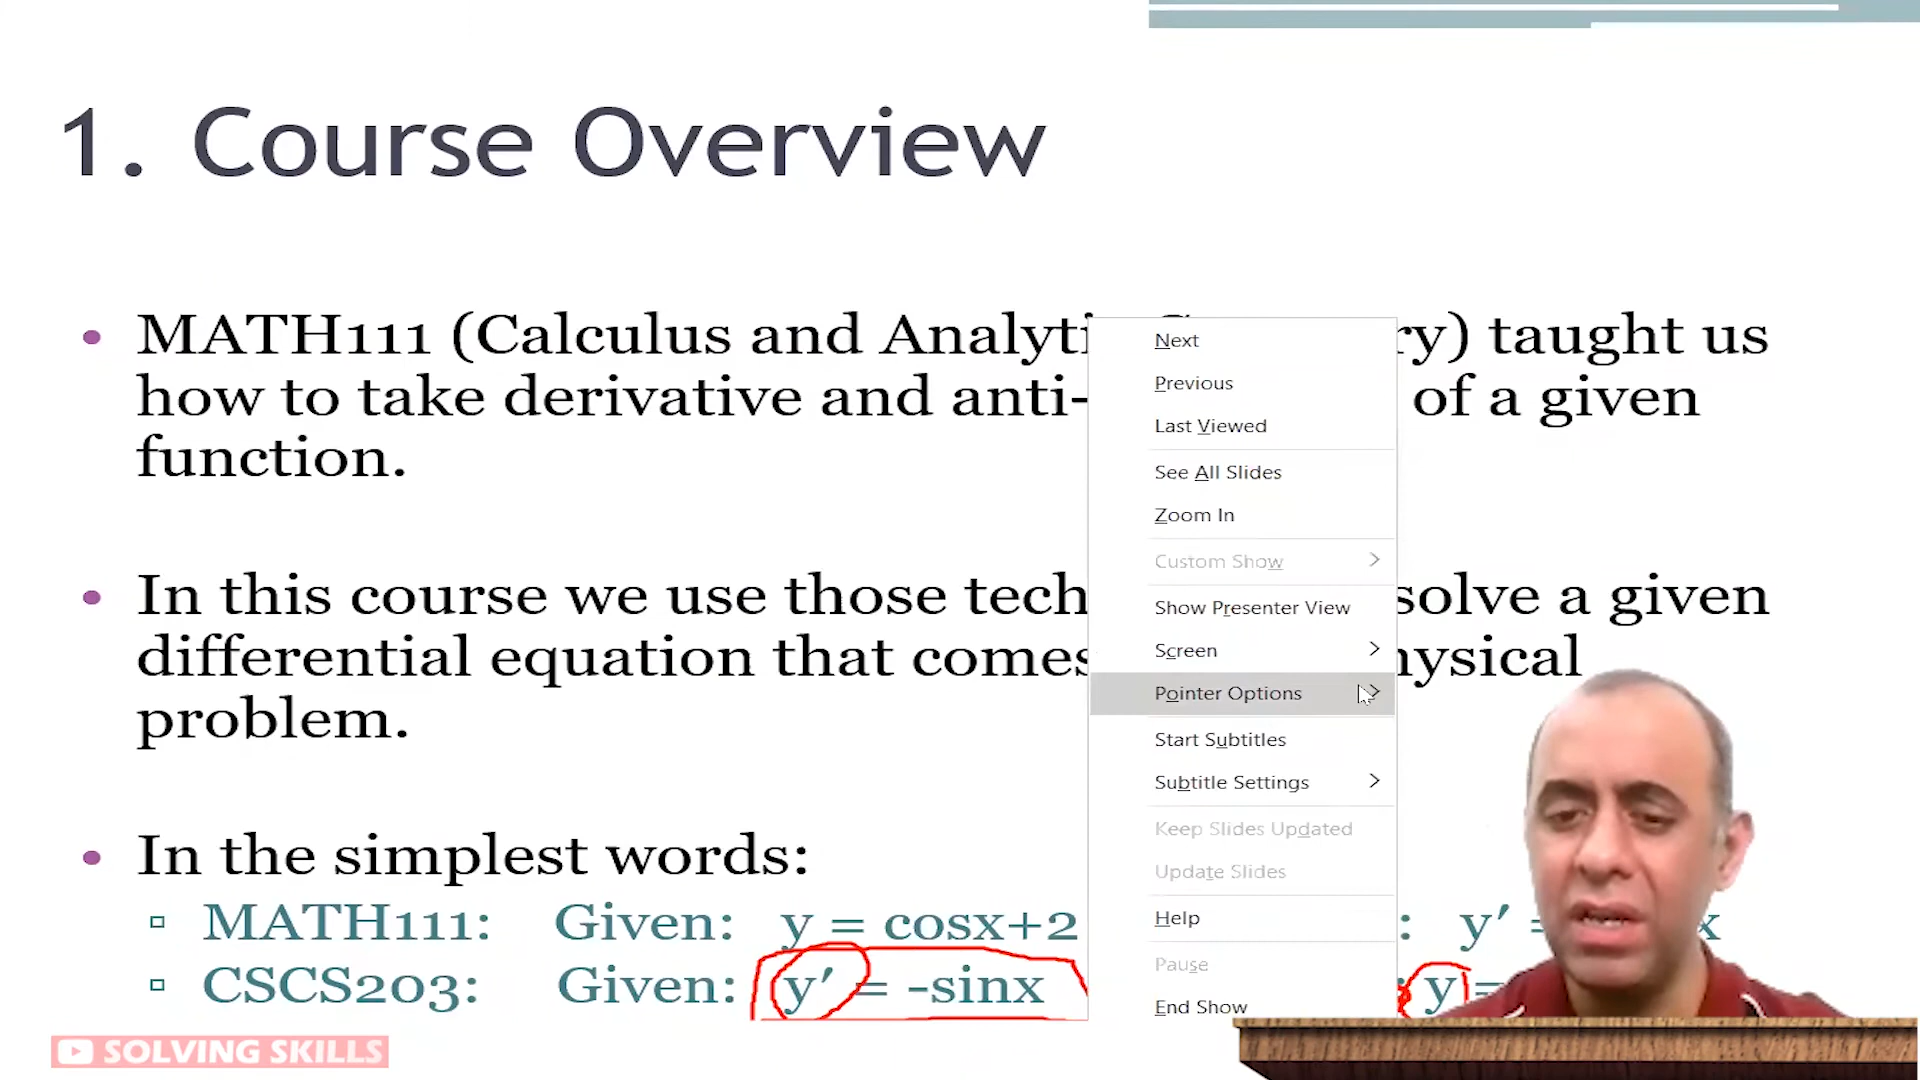 1. Course Overview
MATH111 (Calculus and Analyti ry) taught us
how to take derivative and anti- of a given
function.
In this course we use those tech solve a given
differential equation that comes hysical
problem.
In the simplest words:
MATH111: Given: y = cosx+2 : y′ = x
CSCS203: Given: y′ = -sinx : y =
Next
Previous
Last Viewed
See All Slides
Zoom In
Custom Show
Show Presenter View
Screen
Pointer Options
Start Subtitles
Subtitle Settings
Keep Slides Updated
Update Slides
Help
Pause
End Show
SOLVING SKILLS